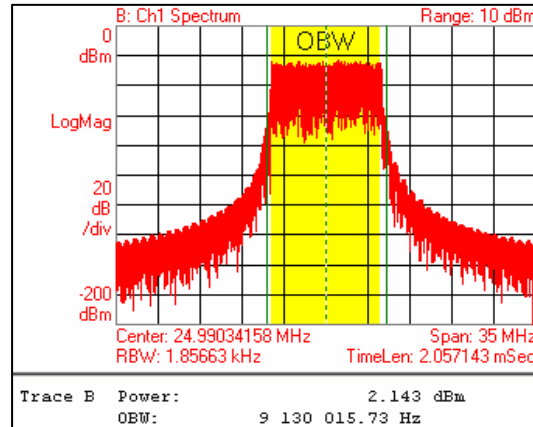 B: Ch1 Spectrum Range: 10 dBm
0
dBm
OBW
LogMag
20
dB
/div
-200
dBm
Center: 24.99034158 MHz Span: 35 MHz
RBW: 1.85663 kHz TimeLen: 2.057143 mSec
Trace B Power: 2.143 dBm
OBW: 9 130 015.73 Hz